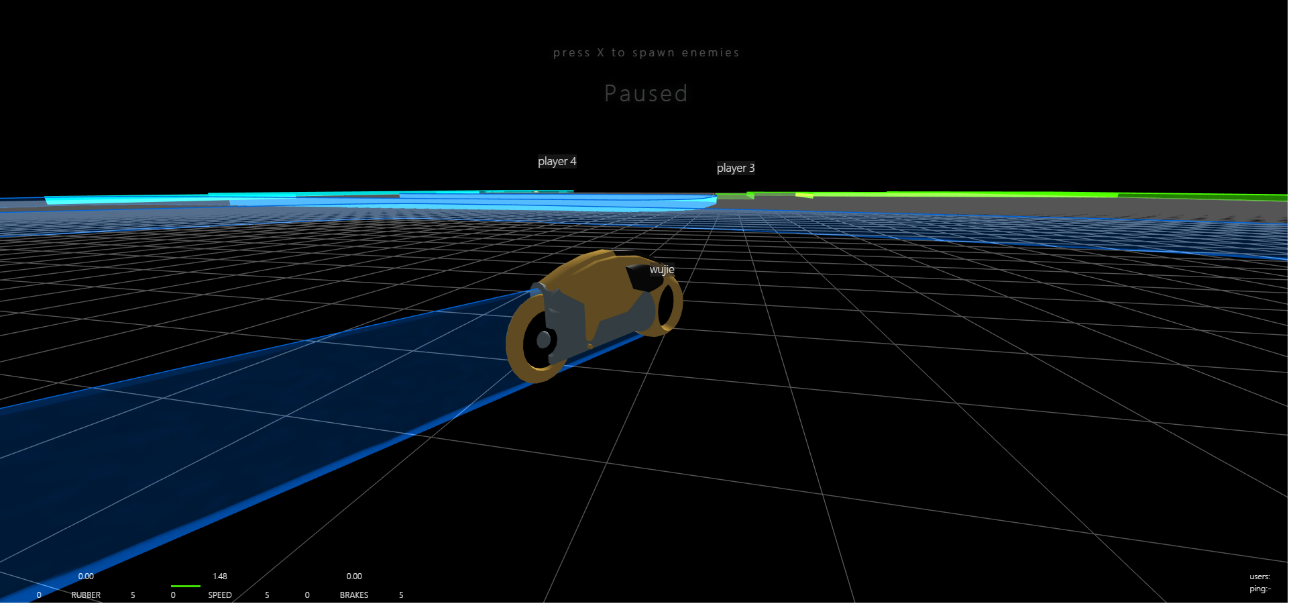 press X to spawn enemies
Paused
player 4
player 3
wujie
0.00 1.48 0.00
0 RUBBER 5 0 SPEED 5 0 BRAKES 5
users:
ping:-